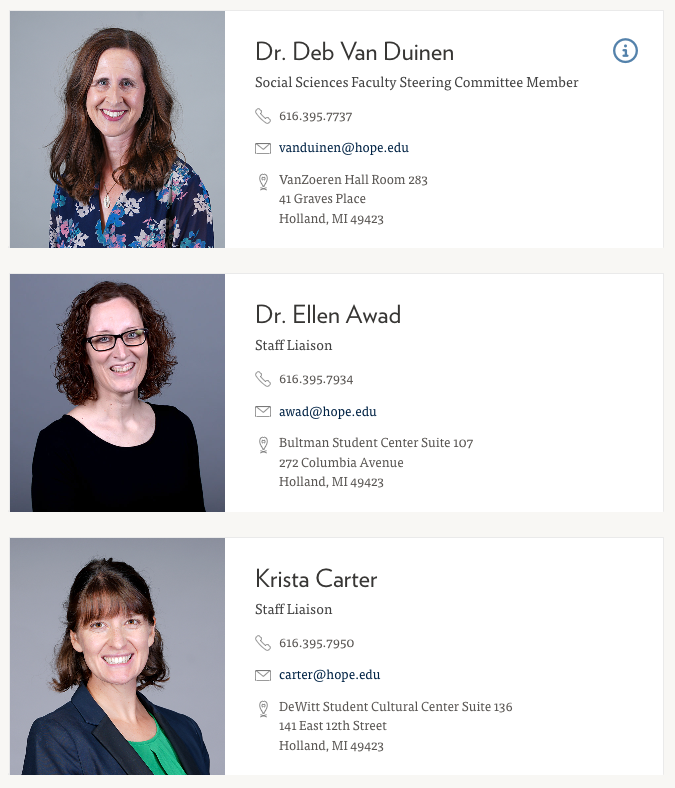 Dr. Deb Van Duinen
Social Sciences Faculty Steering Committee Member
616.395.7737
vanduinen@hope.edu
VanZoeren Hall Room 283
41 Graves Place
Holland, MI 49423
Dr. Ellen Awad
Staff Liaison
616.395.7934
awad@hope.edu
Bultman Student Center Suite 107
272 Columbia Avenue
Holland, MI 49423
Krista Carter
Staff Liaison
616.395.7950
carter@hope.edu
DeWitt Student Cultural Center Suite 136
141 East 12th Street
Holland, MI 49423